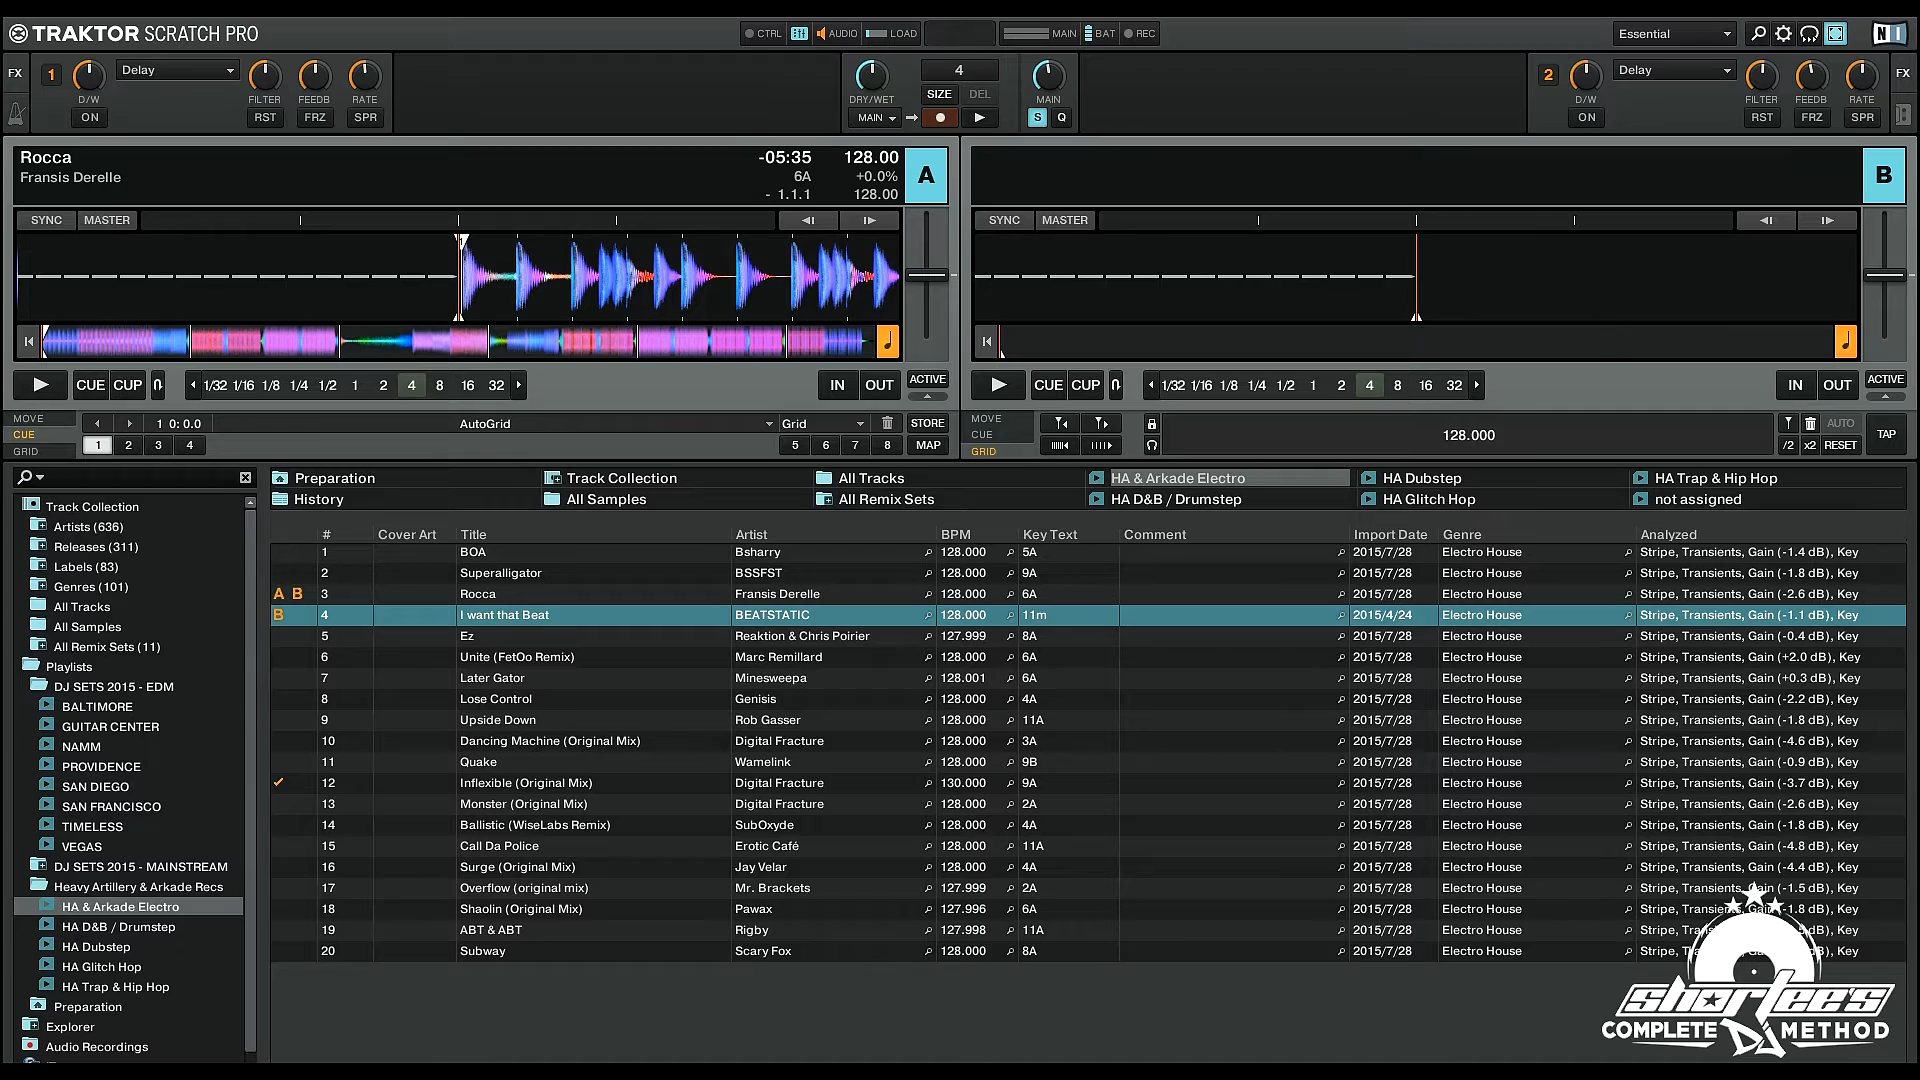 TRAKTOR SCRATCH PRO
CTRL AUDIO LOAD MAIN BAT REC
Essential
NI
FX 1 D/W ON Delay FILTER RST FEEDB FRZ RATE SPR
DRY/WET MAIN 4 SIZE DEL MAIN S Q
2 D/W ON Delay FILTER RST FEEDB FRZ RATE SPR FX
Rocca -05:35 128.00 A
Fransis Derelle 6A +0.0%
- 1.1.1 128.00
B
SYNC MASTER
SYNC MASTER
CUE CUP 1/32 1/16 1/8 1/4 1/2 1 2 4 8 16 32 IN OUT ACTIVE
CUE CUP 1/32 1/16 1/8 1/4 1/2 1 2 4 8 16 32 IN OUT ACTIVE
MOVE CUE GRID 1 0: 0.0 AutoGrid Grid STORE
1 2 3 4 5 6 7 8 MAP
MOVE CUE GRID 128.000 AUTO /2 x2 RESET TAP
Preparation Track Collection All Tracks HA & Arkade Electro HA Dubstep HA Trap & Hip Hop
History All Samples All Remix Sets HA D&B / Drumstep HA Glitch Hop not assigned
Track Collection
Artists (636)
Releases (311)
Labels (83)
Genres (101)
All Tracks
All Samples
All Remix Sets (11)
Playlists
DJ SETS 2015 - EDM
BALTIMORE
GUITAR CENTER
NAMM
PROVIDENCE
SAN DIEGO
SAN FRANCISCO
TIMELESS
VEGAS
DJ SETS 2015 - MAINSTREAM
Heavy Artillery & Arkade Recs
HA & Arkade Electro
HA D&B / Drumstep
HA Dubstep
HA Glitch Hop
HA Trap & Hip Hop
Preparation
Explorer
Audio Recordings
# Cover Art Title Artist BPM Key Text Comment Import Date Genre Analyzed
1 BOA Bsharry 128.000 5A 2015/7/28 Electro House Stripe, Transients, Gain (-1.4 dB), Key
2 Superalligator BSSFST 128.000 9A 2015/7/28 Electro House Stripe, Transients, Gain (-1.8 dB), Key
A B 3 Rocca Fransis Derelle 128.000 6A 2015/7/28 Electro House Stripe, Transients, Gain (-2.6 dB), Key
B 4 I want that Beat BEATSTATIC 128.000 11m 2015/4/24 Electro House Stripe, Transients, Gain (-1.1 dB), Key
5 Ez Reaktion & Chris Poirier 127.999 8A 2015/7/28 Electro House Stripe, Transients, Gain (-0.4 dB), Key
6 Unite (FetOo Remix) Marc Remillard 128.000 6A 2015/7/28 Electro House Stripe, Transients, Gain (+2.0 dB), Key
7 Later Gator Minesweepa 128.001 6A 2015/7/28 Electro House Stripe, Transients, Gain (+0.3 dB), Key
8 Lose Control Genisis 128.000 4A 2015/7/28 Electro House Stripe, Transients, Gain (-2.2 dB), Key
9 Upside Down Rob Gasser 128.000 11A 2015/7/28 Electro House Stripe, Transients, Gain (-1.8 dB), Key
10 Dancing Machine (Original Mix) Digital Fracture 128.000 3A 2015/7/28 Electro House Stripe, Transients, Gain (-4.6 dB), Key
11 Quake Wamelink 128.000 9B 2015/7/28 Electro House Stripe, Transients, Gain (-0.9 dB), Key
12 Inflexible (Original Mix) Digital Fracture 130.000 9A 2015/7/28 Electro House Stripe, Transients, Gain (-3.7 dB), Key
13 Monster (Original Mix) Digital Fracture 128.000 2A 2015/7/28 Electro House Stripe, Transients, Gain (-2.6 dB), Key
14 Ballistic (WiseLabs Remix) SubOxyde 128.000 4A 2015/7/28 Electro House Stripe, Transients, Gain (-1.8 dB), Key
15 Call Da Police Erotic Café 128.000 11A 2015/7/28 Electro House Stripe, Transients, Gain (-4.8 dB), Key
16 Surge (Original Mix) Jay Velar 128.000 4A 2015/7/28 Electro House Stripe, Transients, Gain (-4.4 dB), Key
17 Overflow (original mix) Mr. Brackets 127.999 2A 2015/7/28 Electro House Stripe, Transients, Gain (-1.5 dB), Key
18 Shaolin (Original Mix) Pawax 127.996 6A 2015/7/28 Electro House Stripe, Transients, Gain (-1.8 dB), Key
19 ABT & ABT Rigby 127.998 11A 2015/7/28 Electro House Stripe, dB), Key
20 Subway Scary Fox 128.000 8A 2015/7/28 Electro House Stripe, dB), Key
shortee's
COMPLETE DJ METHOD